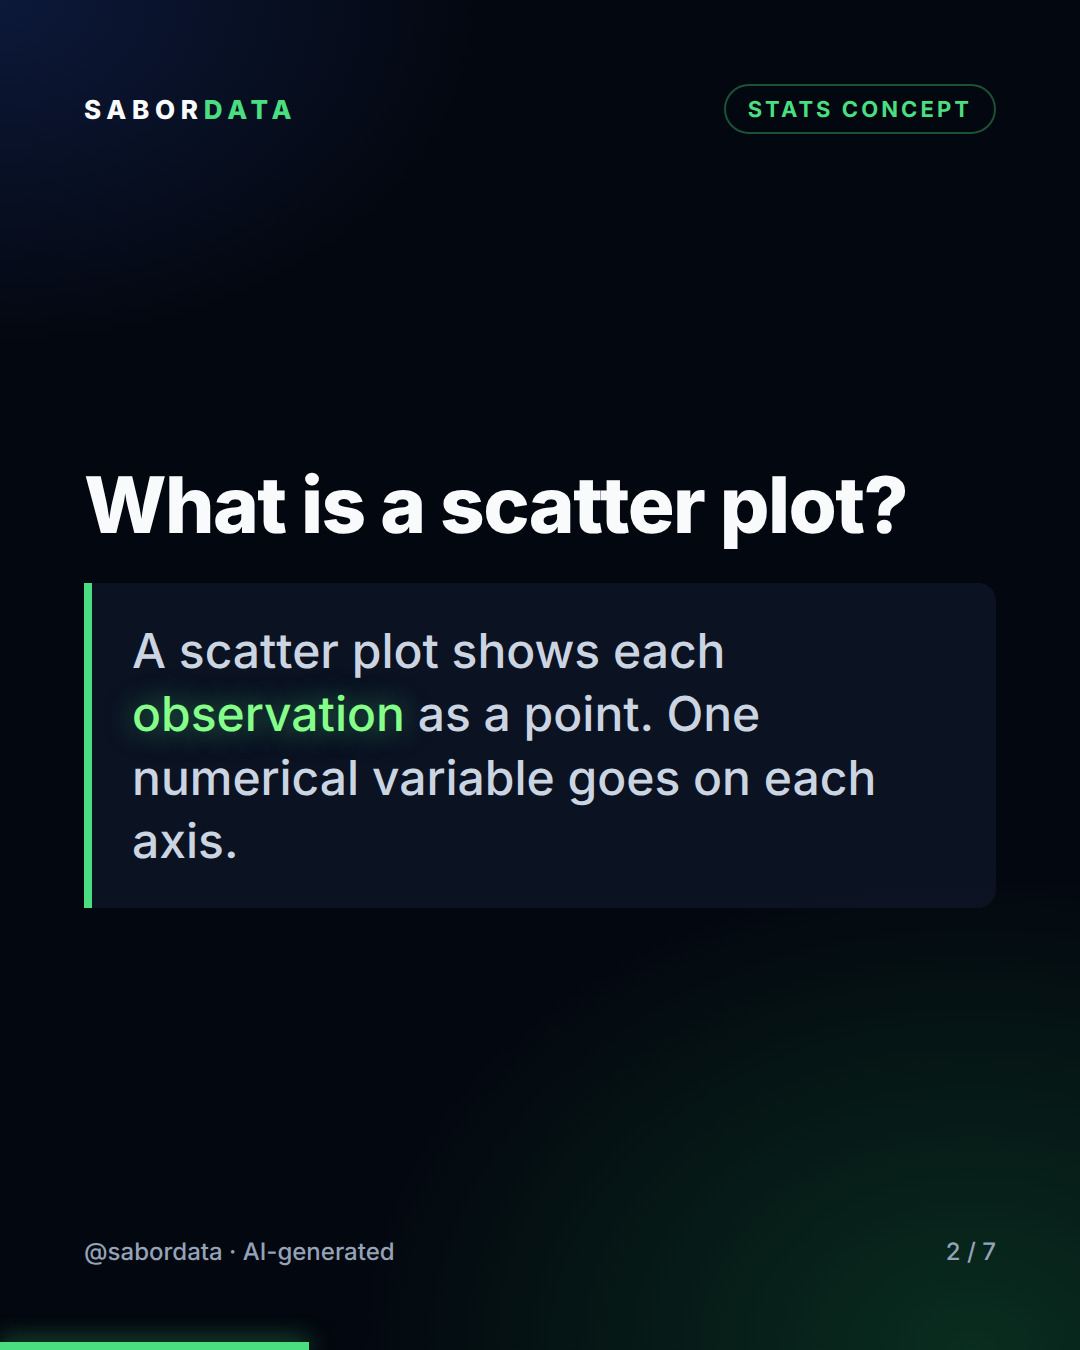 SABORDATA
STATS CONCEPT
What is a scatter plot?
A scatter plot shows each
observation as a point. One
numerical variable goes on each
axis.
@sabordata · AI-generated
2 / 7